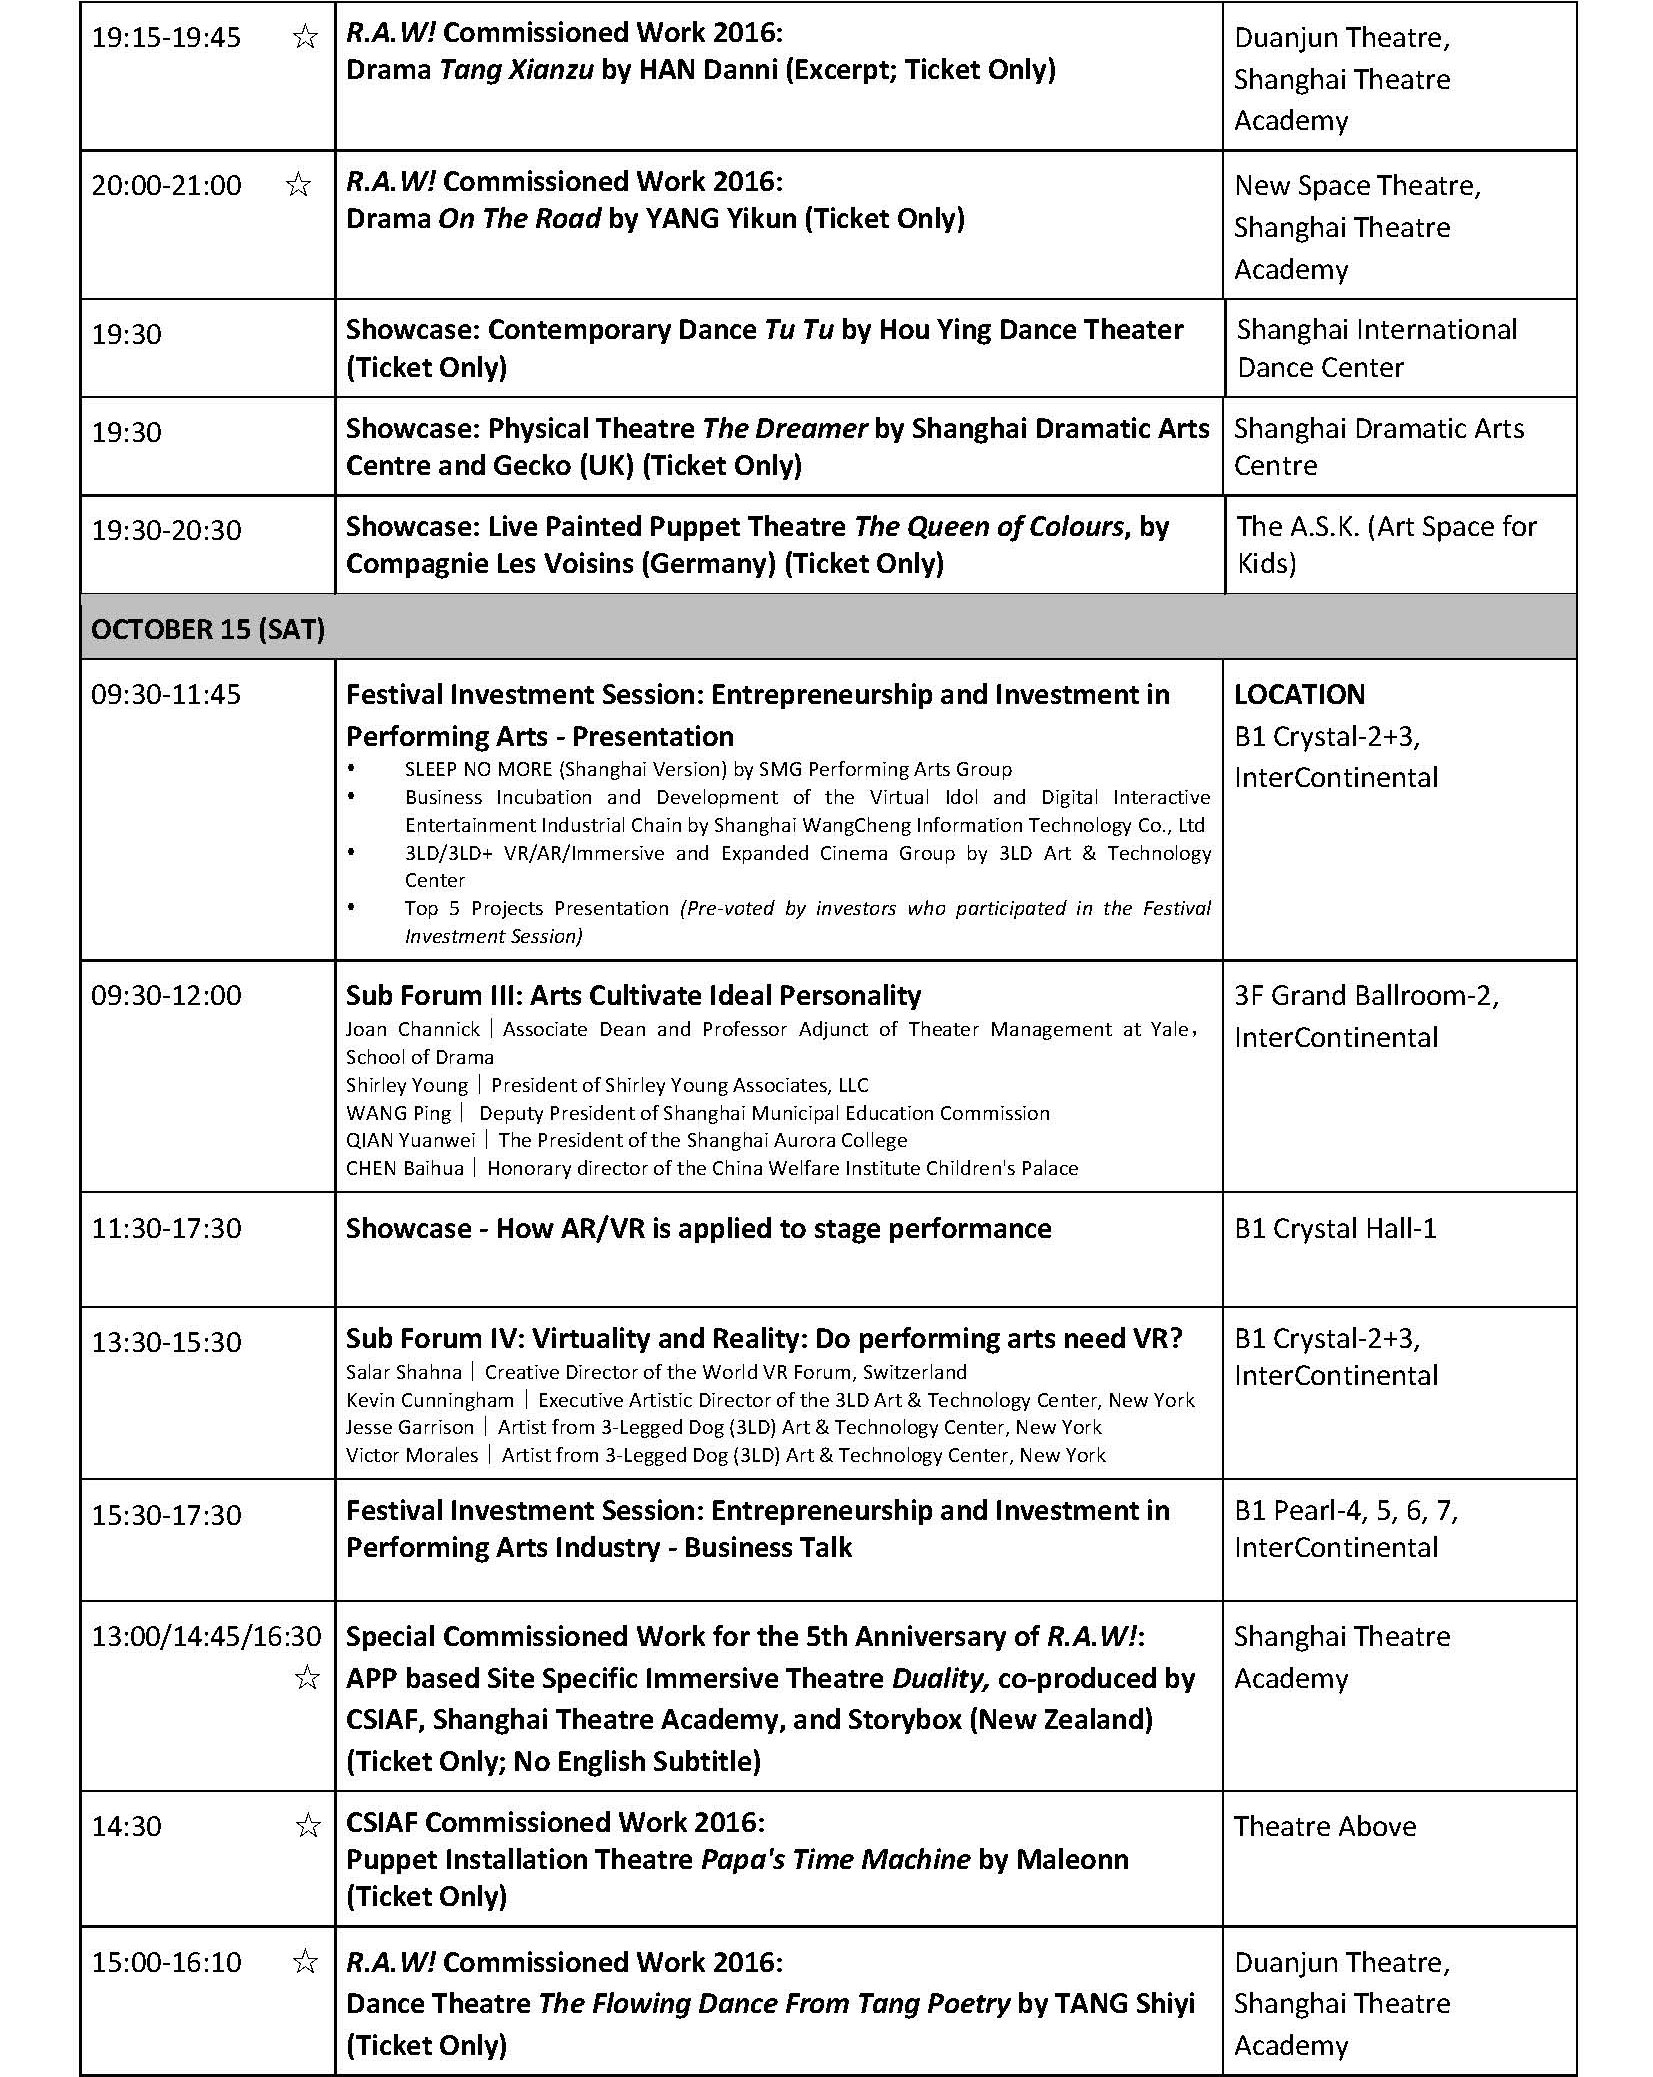 19:15-19:45 ☆
R.A.W! Commissioned Work 2016:
Drama Tang Xianzu by HAN Danni (Excerpt; Ticket Only)
Duanjun Theatre,
Shanghai Theatre
Academy
20:00-21:00 ☆
R.A.W! Commissioned Work 2016:
Drama On The Road by YANG Yikun (Ticket Only)
New Space Theatre,
Shanghai Theatre
Academy
19:30
Showcase: Contemporary Dance Tu Tu by Hou Ying Dance Theater
(Ticket Only)
Shanghai International
Dance Center
19:30
Showcase: Physical Theatre The Dreamer by Shanghai Dramatic Arts
Centre and Gecko (UK) (Ticket Only)
Shanghai Dramatic Arts
Centre
19:30-20:30
Showcase: Live Painted Puppet Theatre The Queen of Colours, by
Compagnie Les Voisins (Germany) (Ticket Only)
The A.S.K. (Art Space for
Kids)
OCTOBER 15 (SAT)
09:30-11:45
Festival Investment Session: Entrepreneurship and Investment in
Performing Arts - Presentation
• SLEEP NO MORE (Shanghai Version) by SMG Performing Arts Group
• Business Incubation and Development of the Virtual Idol and Digital Interactive
Entertainment Industrial Chain by Shanghai WangCheng Information Technology Co., Ltd
• 3LD/3LD+ VR/AR/Immersive and Expanded Cinema Group by 3LD Art & Technology
Center
• Top 5 Projects Presentation (Pre-voted by investors who participated in the Festival
Investment Session)
LOCATION
B1 Crystal-2+3,
InterContinental
09:30-12:00
Sub Forum III: Arts Cultivate Ideal Personality
Joan Channick｜Associate Dean and Professor Adjunct of Theater Management at Yale，
School of Drama
Shirley Young｜President of Shirley Young Associates, LLC
WANG Ping｜ Deputy President of Shanghai Municipal Education Commission
QIAN Yuanwei｜The President of the Shanghai Aurora College
CHEN Baihua｜Honorary director of the China Welfare Institute Children's Palace
3F Grand Ballroom-2,
InterContinental
11:30-17:30
Showcase - How AR/VR is applied to stage performance
B1 Crystal Hall-1
13:30-15:30
Sub Forum IV: Virtuality and Reality: Do performing arts need VR?
Salar Shahna｜Creative Director of the World VR Forum, Switzerland
Kevin Cunningham｜Executive Artistic Director of the 3LD Art & Technology Center, New York
Jesse Garrison｜Artist from 3-Legged Dog (3LD) Art & Technology Center, New York
Victor Morales｜Artist from 3-Legged Dog (3LD) Art & Technology Center, New York
B1 Crystal-2+3,
InterContinental
15:30-17:30
Festival Investment Session: Entrepreneurship and Investment in
Performing Arts Industry - Business Talk
B1 Pearl-4, 5, 6, 7,
InterContinental
13:00/14:45/16:30
☆
Special Commissioned Work for the 5th Anniversary of R.A.W!:
APP based Site Specific Immersive Theatre Duality, co-produced by
CSIAF, Shanghai Theatre Academy, and Storybox (New Zealand)
(Ticket Only; No English Subtitle)
Shanghai Theatre
Academy
14:30 ☆
CSIAF Commissioned Work 2016:
Puppet Installation Theatre Papa's Time Machine by Maleonn
(Ticket Only)
Theatre Above
15:00-16:10 ☆
R.A.W! Commissioned Work 2016:
Dance Theatre The Flowing Dance From Tang Poetry by TANG Shiyi
(Ticket Only)
Duanjun Theatre,
Shanghai Theatre
Academy